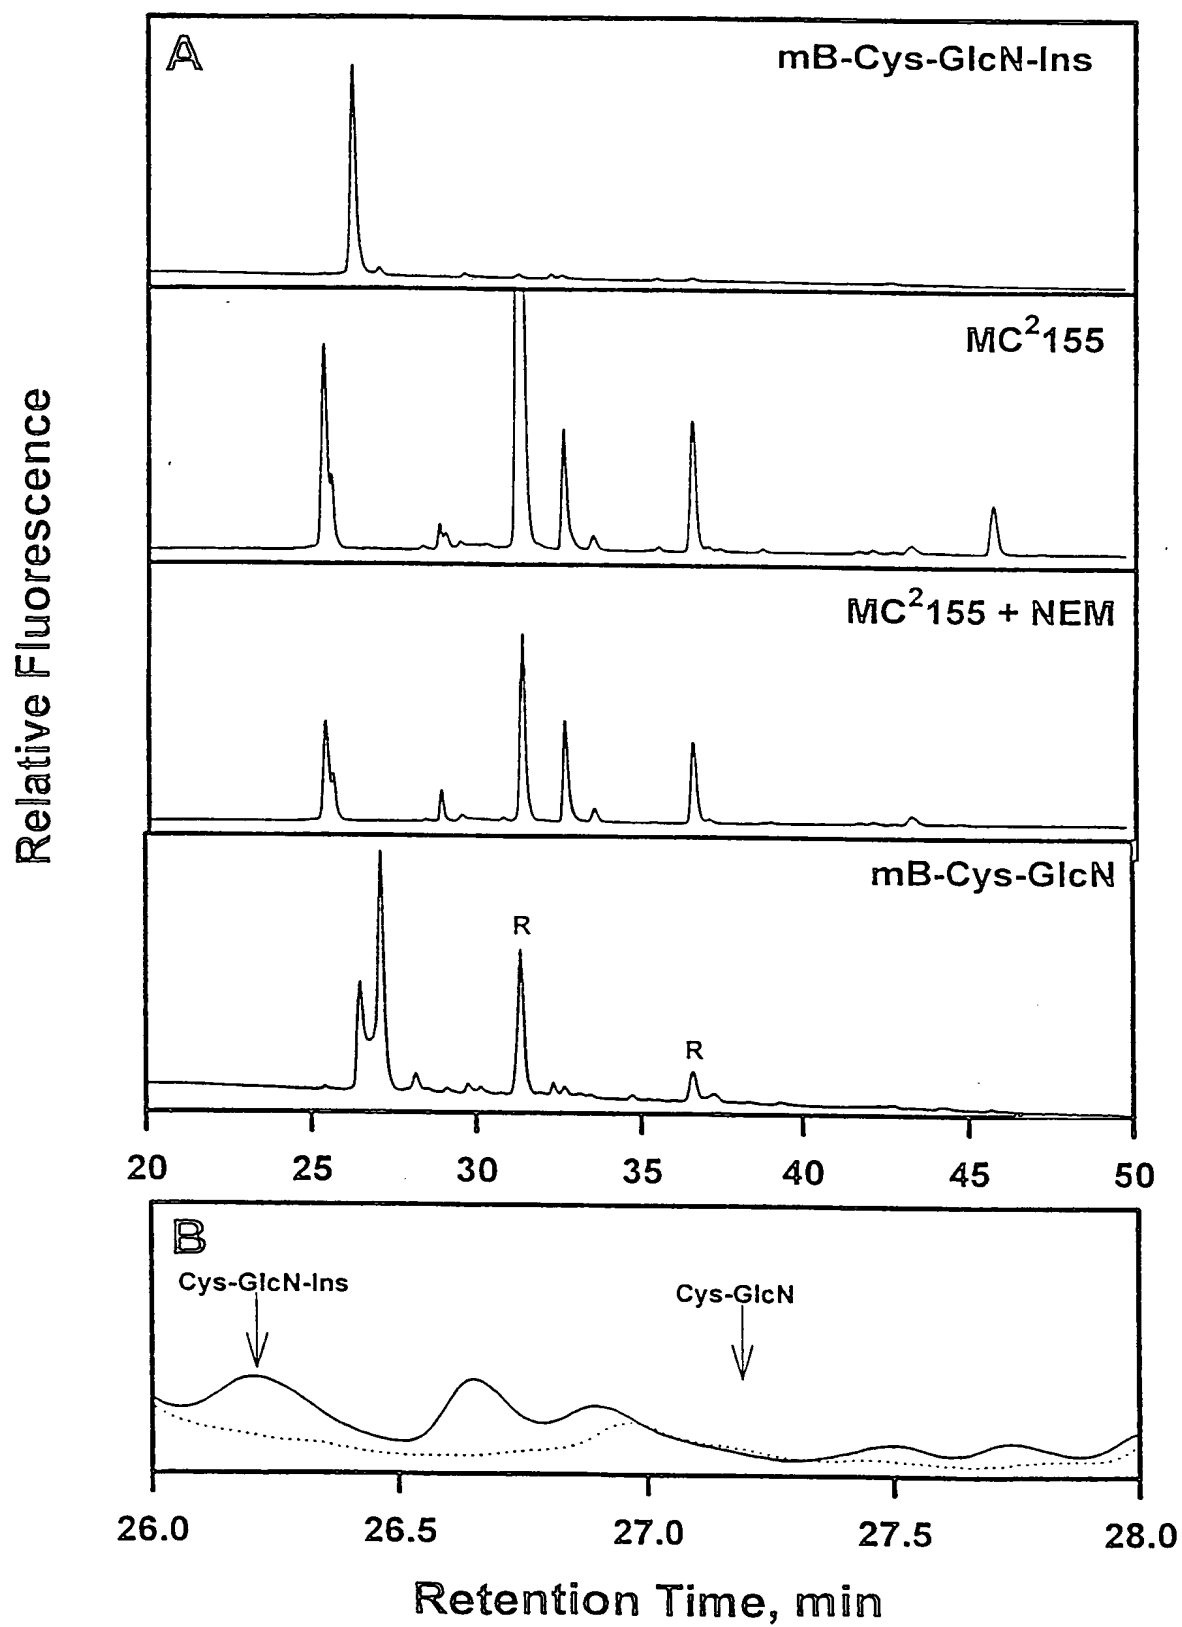 A
mB-Cys-GlcN-Ins
MC²155
MC²155 + NEM
mB-Cys-GlcN
R
R
Relative Fluorescence
20 25 30 35 40 45 50
B
Cys-GlcN-Ins
Cys-GlcN
26.0 26.5 27.0 27.5 28.0
Retention Time, min